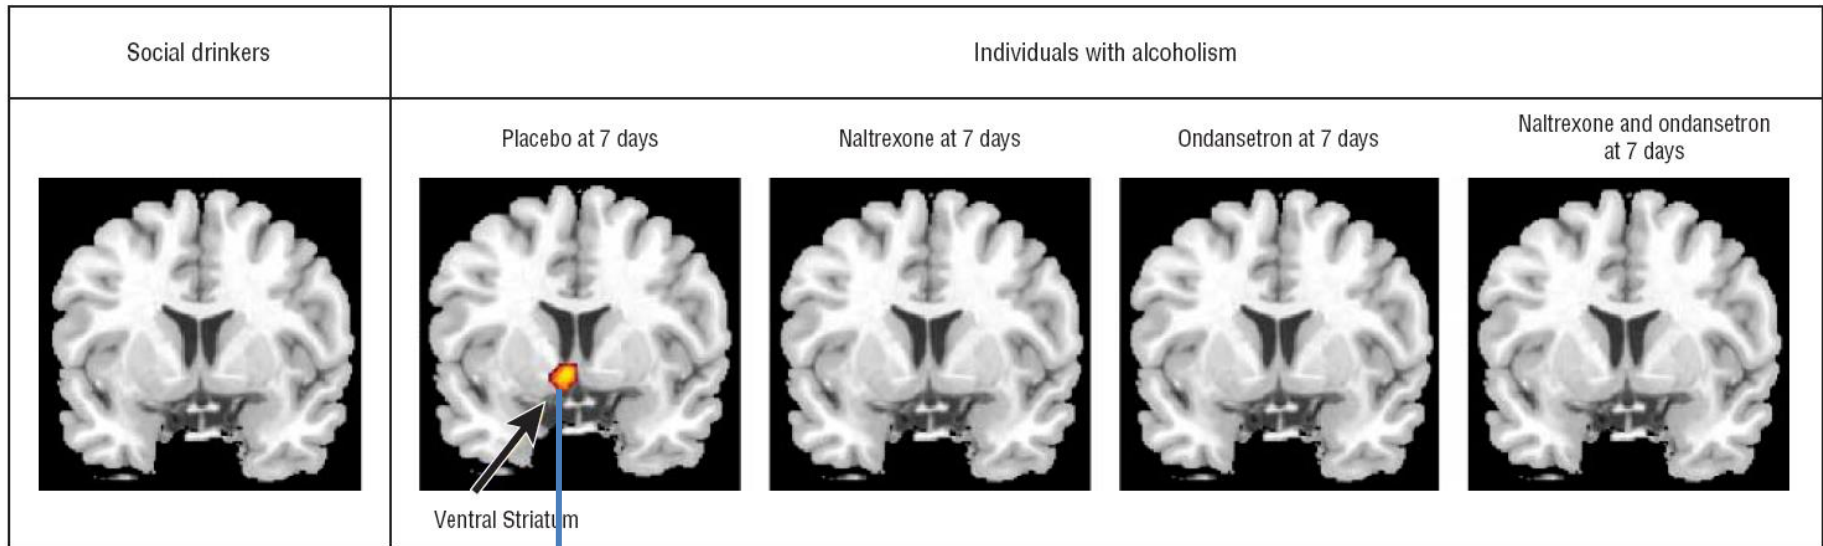 Social drinkers
Individuals with alcoholism
Placebo at 7 days
Naltrexone at 7 days
Ondansetron at 7 days
Naltrexone and ondansetron
at 7 days
Ventral Striatum